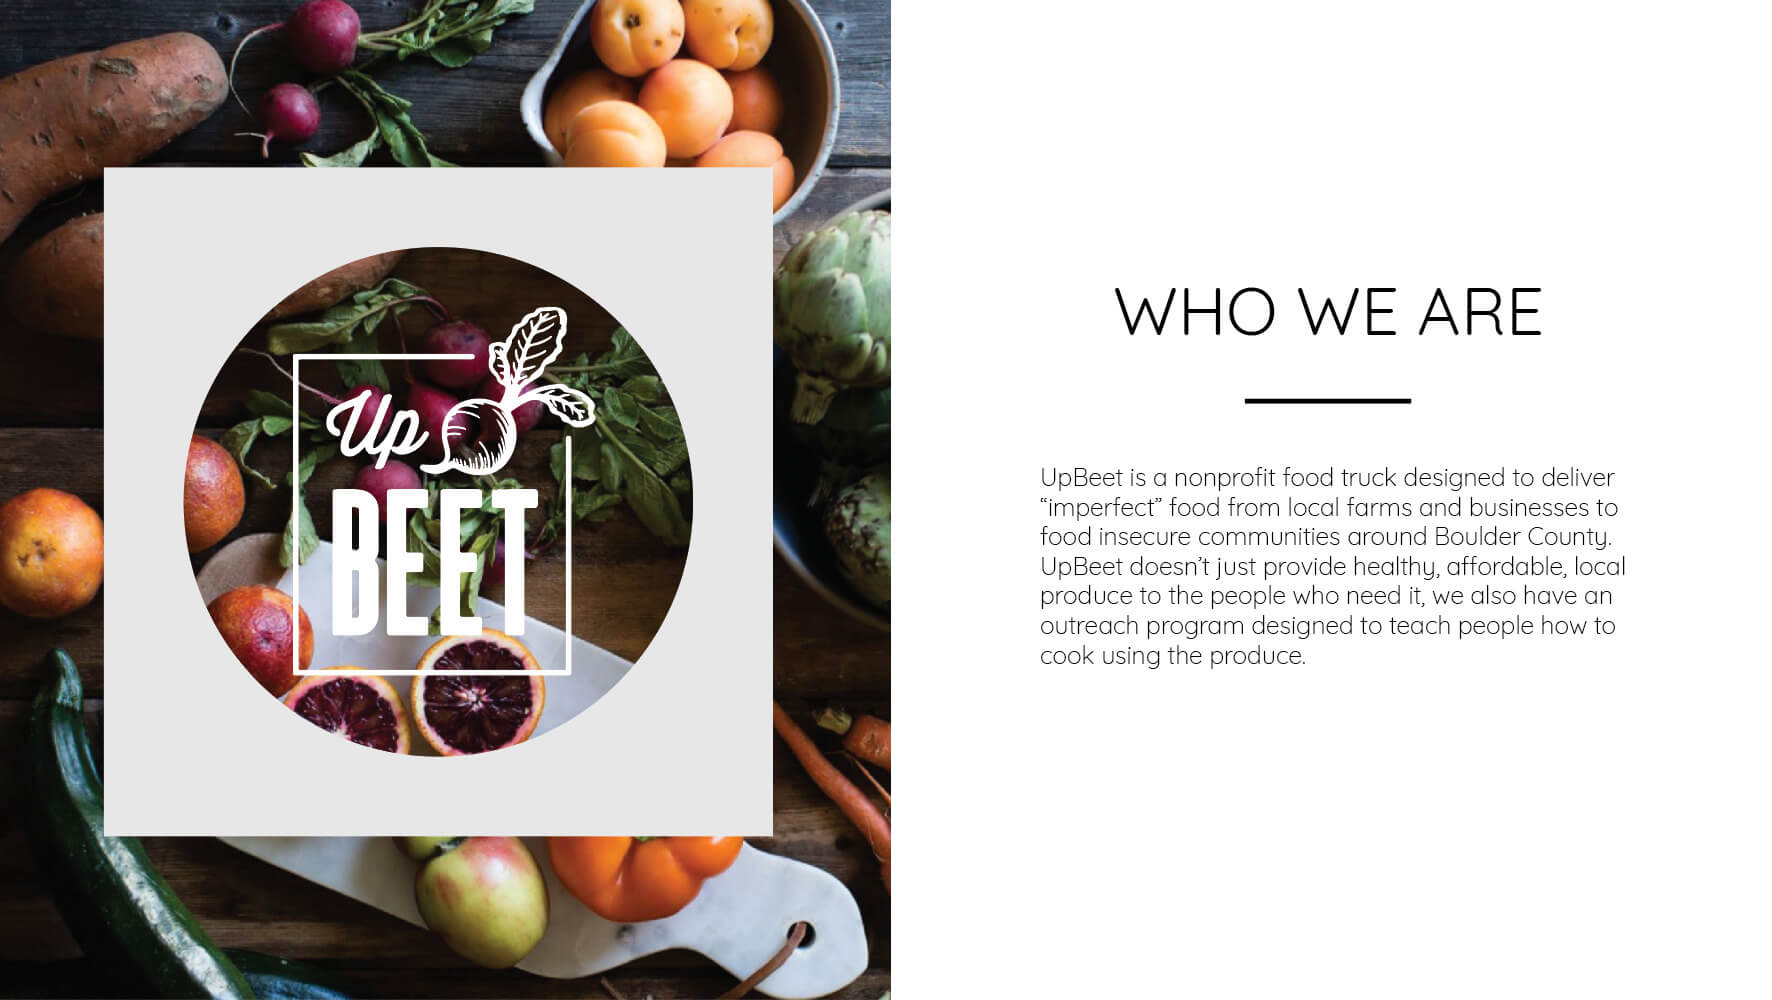 Up
BEET
WHO WE ARE
UpBeet is a nonprofit food truck designed to deliver
“imperfect” food from local farms and businesses to
food insecure communities around Boulder County.
UpBeet doesn’t just provide healthy, affordable, local
produce to the people who need it, we also have an
outreach program designed to teach people how to
cook using the produce.